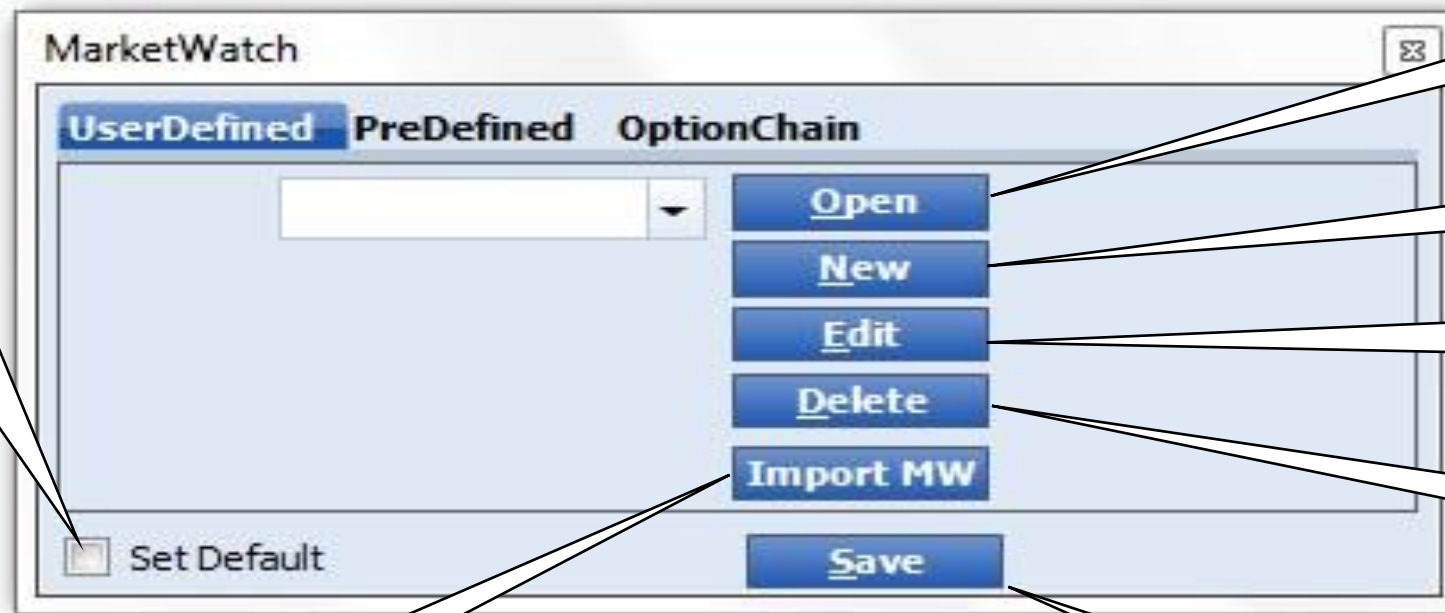 MarketWatch
UserDefined PreDefined OptionChain
Open
New
Edit
Delete
Import MW
Set Default
Save